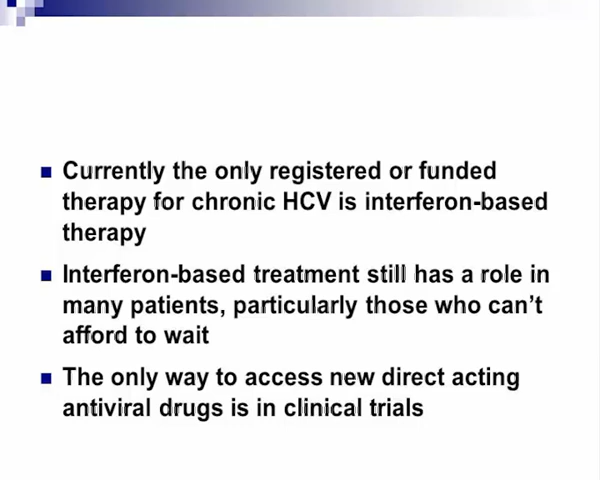 Currently the only registered or funded
therapy for chronic HCV is interferon-based
therapy
Interferon-based treatment still has a role in
many patients, particularly those who can't
afford to wait
The only way to access new direct acting
antiviral drugs is in clinical trials